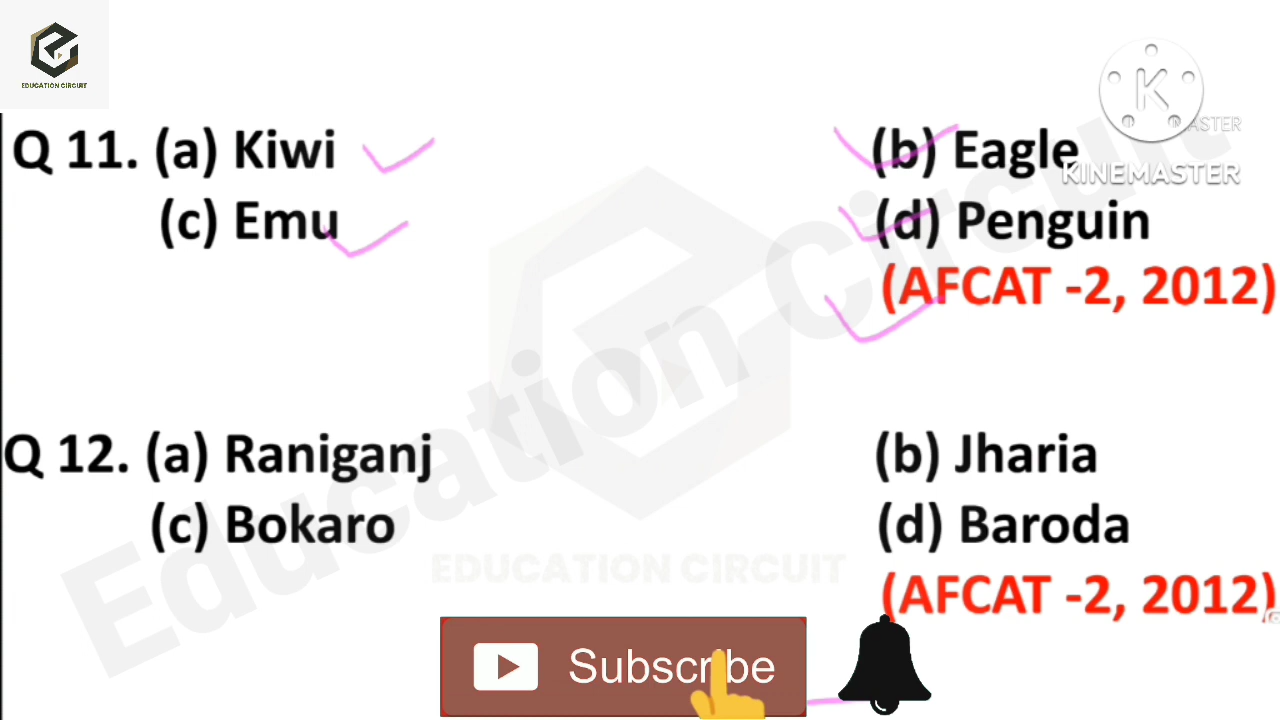 EDUCATION CIRCUIT
KINEMASTER
Q 11. (a) Kiwi (b) Eagle
(c) Emu (d) Penguin
(AFCAT -2, 2012)
Education Circuit
Q 12. (a) Raniganj (b) Jharia
(c) Bokaro (d) Baroda
EDUCATION CIRCUIT
(AFCAT -2, 2012)
Subscribe